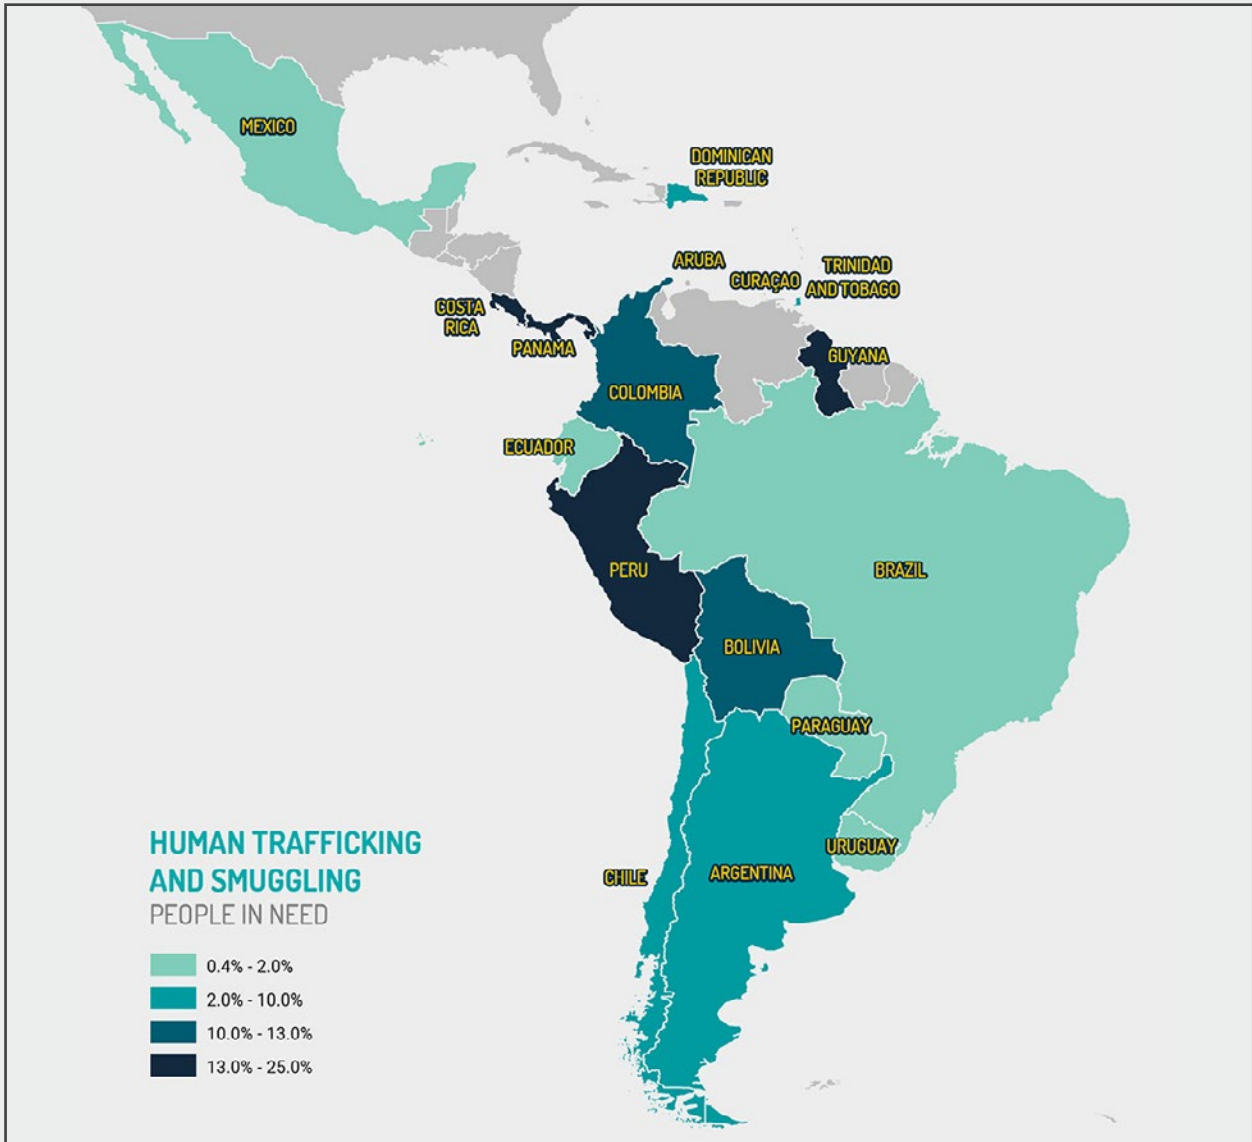 MEXICO
DOMINICAN
REPUBLIC
ARUBA
CURAÇAO
TRINIDAD
AND TOBAGO
COSTA
RICA
PANAMA
GUYANA
COLOMBIA
ECUADOR
PERU
BRAZIL
BOLIVIA
PARAGUAY
URUGUAY
CHILE
ARGENTINA
HUMAN TRAFFICKING
AND SMUGGLING
PEOPLE IN NEED
0.4% - 2.0%
2.0% - 10.0%
10.0% - 13.0%
13.0% - 25.0%